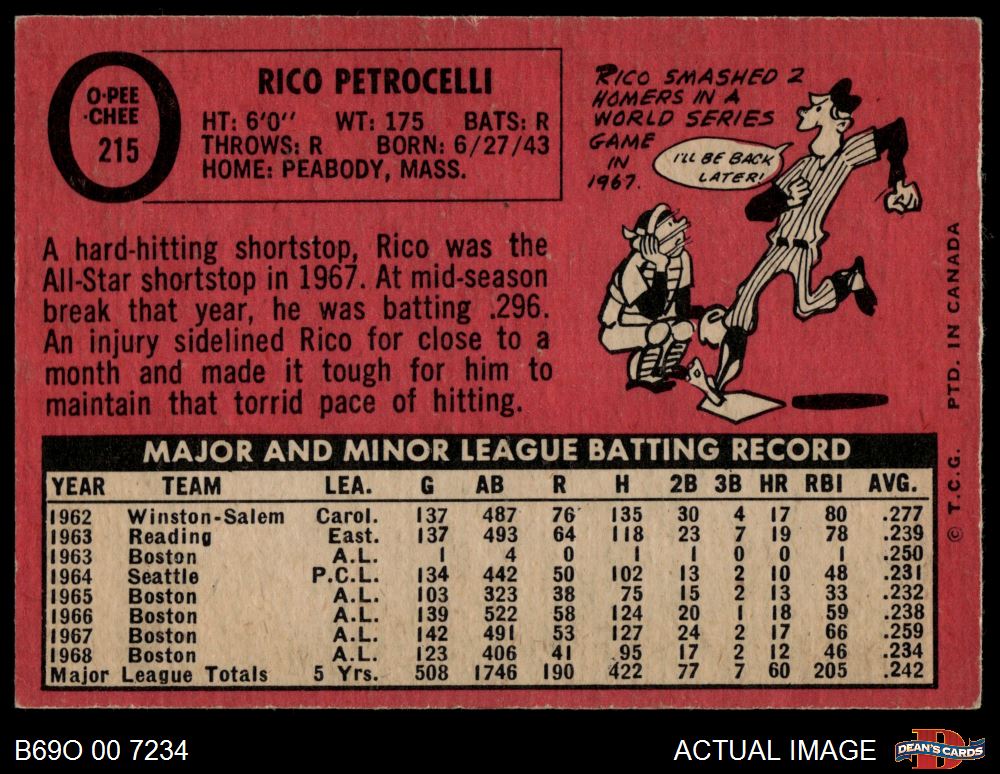 O·PEE
·CHEE
215
RICO PETROCELLI
HT: 6'0" WT: 175 BATS: R
THROWS: R BORN: 6/27/43
HOME: PEABODY, MASS.
RICO SMASHED 2
HOMERS IN A
WORLD SERIES
GAME
IN
1967.
I'LL BE BACK
LATER!
A hard-hitting shortstop, Rico was the
All-Star shortstop in 1967. At mid-season
break that year, he was batting .296.
An injury sidelined Rico for close to a
month and made it tough for him to
maintain that torrid pace of hitting.
MAJOR AND MINOR LEAGUE BATTING RECORD
YEAR TEAM LEA. G AB R H 2B 3B HR RBI AVG.
1962 Winston-Salem Carol. 137 487 76 135 30 4 17 80 .277
1963 Reading East. 137 493 64 118 23 7 19 78 .239
1963 Boston A.L. 1 4 0 1 1 0 0 1 .250
1964 Seattle P.C.L. 134 442 50 102 13 2 10 48 .231
1965 Boston A.L. 103 323 38 75 15 2 13 33 .232
1966 Boston A.L. 139 522 58 124 20 1 18 59 .238
1967 Boston A.L. 142 491 53 127 24 2 17 66 .259
1968 Boston A.L. 123 406 41 95 17 2 12 46 .234
Major League Totals 5 Yrs. 508 1746 190 422 77 7 60 205 .242
© T.C.G. PTD. IN CANADA
B69O 00 7234
ACTUAL IMAGE
DEAN'S CARDS